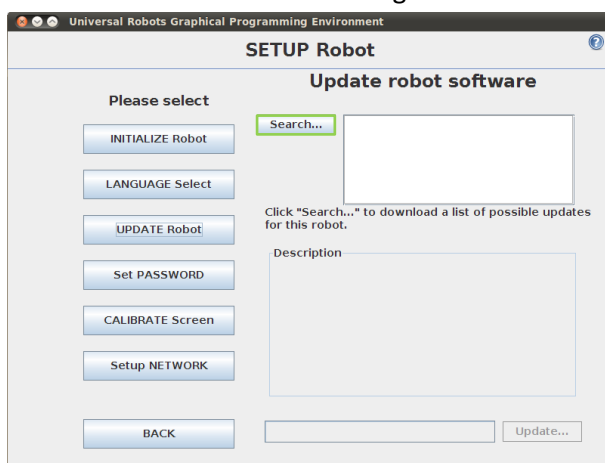 Universal Robots Graphical Programming Environment
SETUP Robot
?
Please select
INITIALIZE Robot
LANGUAGE Select
UPDATE Robot
Set PASSWORD
CALIBRATE Screen
Setup NETWORK
BACK
Update robot software
Search...
Click "Search..." to download a list of possible updates
for this robot.
Description
Update...